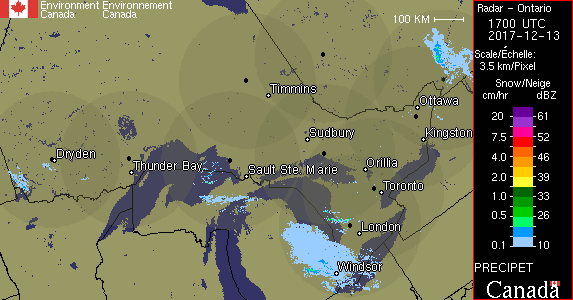 Environment Environnement
Canada Canada
100 KM
Timmins
Ottawa
Sudbury
Kingston
Dryden
Thunder Bay
Sault Ste. Marie
Orillia
Toronto
London
Windsor
Radar - Ontario
1700 UTC
2017-12-13
Scale/Échelle:
3.5 km/Pixel
Snow/Neige
cm/hr dBZ
20 61
7.5 52
4.0 46
2.0 39
1.0 33
0.5 26
0.1 10
PRECIPET
Canada